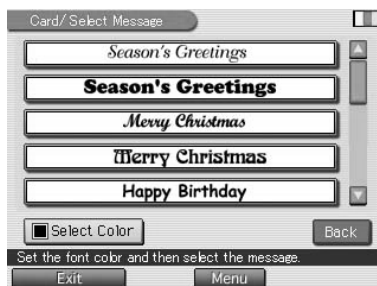 Card/Select Message
Season's Greetings
Season's Greetings
Merry Christmas
Merry Christmas
Happy Birthday
Select Color
Back
Set the font color and then select the message.
Exit
Menu